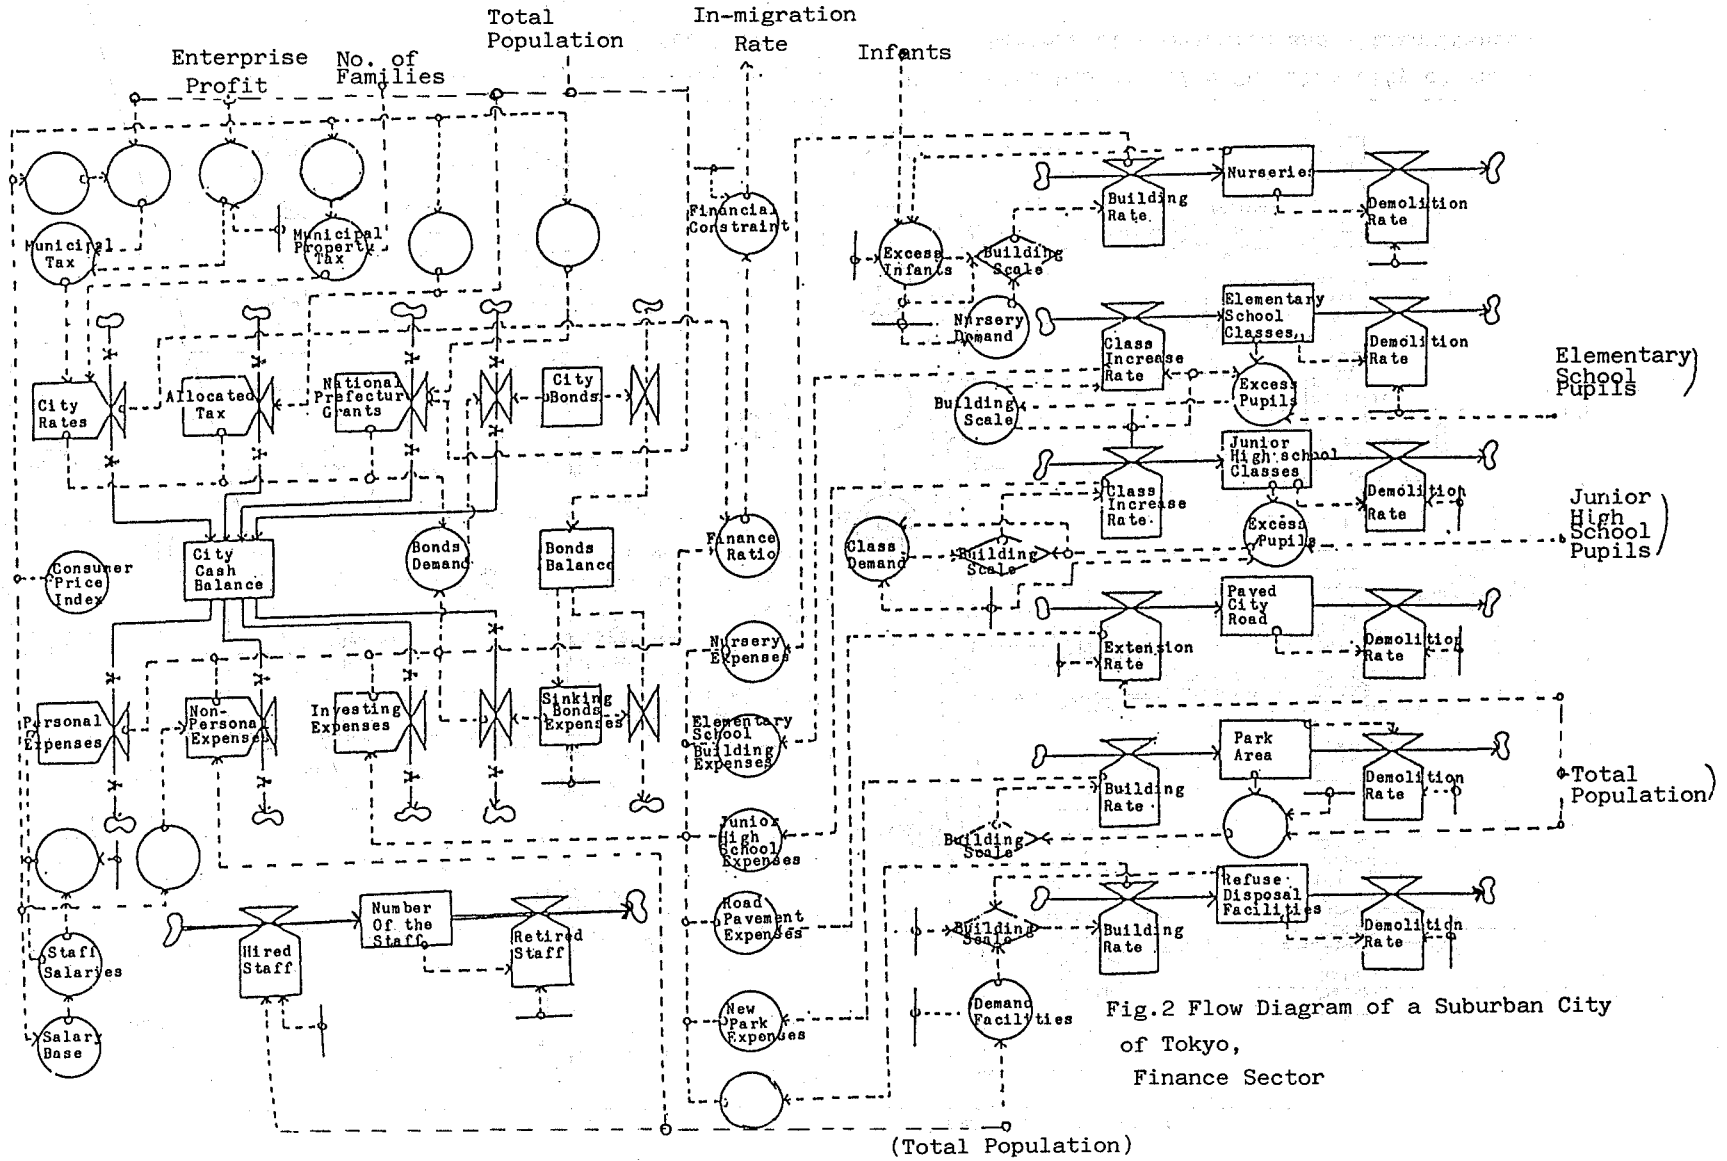 Total
Population
In-migration
Rate
Infants
Enterprise
Profit
No. of
Families
Municipal
Tax
Municipal
Property
Tax
Financial
Constraint
City
Rates
Allocated
Tax
National
Prefectur
Grants
City
Bonds
Consumer
Price
Index
City
Cash
Balance
Bonds
Demand
Bonds
Balance
Finance
Ratio
Personal
Expenses
Non-
Personal
Expenses
Investing
Expenses
Sinking
Bonds
Expenses
Nursery
Expenses
Elementary
School
Building
Expenses
Junior
High
School
Expenses
Road
Pavement
Expenses
New
Park
Expenses
Staff
Salaries
Salary
Base
Hired
Staff
Number
Of the
Staff
Retired
Staff
Excess
Infants
Building
Scale
Nursery
Demand
Building
Rate
Nurseries
Demolition
Rate
Class
Increase
Rate
Elementary
School
Classes
Demolition
Rate
Building
Scale
Excess
Pupils
Elementary
School
Pupils)
Class
Increase
Rate
Junior
High school
Classes
Demolition
Rate
Class
Demand
Building
Scale
Excess
Pupils
Junior
High
School
Pupils)
Extension
Rate
Paved
City
Road
Demolition
Rate
Building
Rate
Park
Area
Demolition
Rate
Building
Scale
Total
Population)
Building
Scale
Building
Rate
Refuse
Disposal
Facilities
Demolition
Rate
Demand
Facilities
Fig.2 Flow Diagram of a Suburban City
of Tokyo,
Finance Sector
(Total Population)